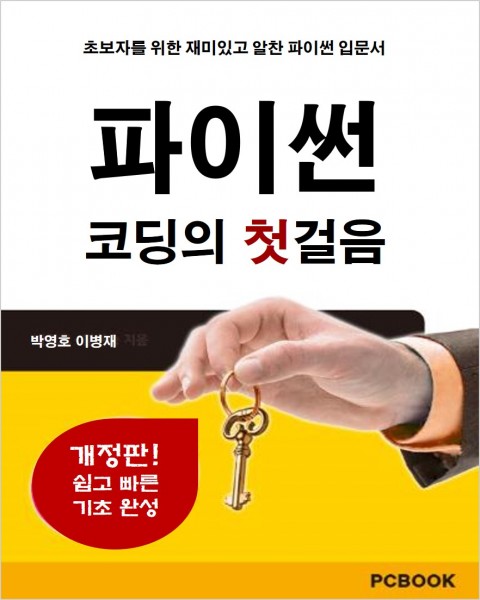 초보자를 위한 재미있고 알찬 파이썬 입문서
파이썬
코딩의 첫걸음
박영호 이병재 지음
개정판!
쉽고 빠른
기초 완성
PCBOOK